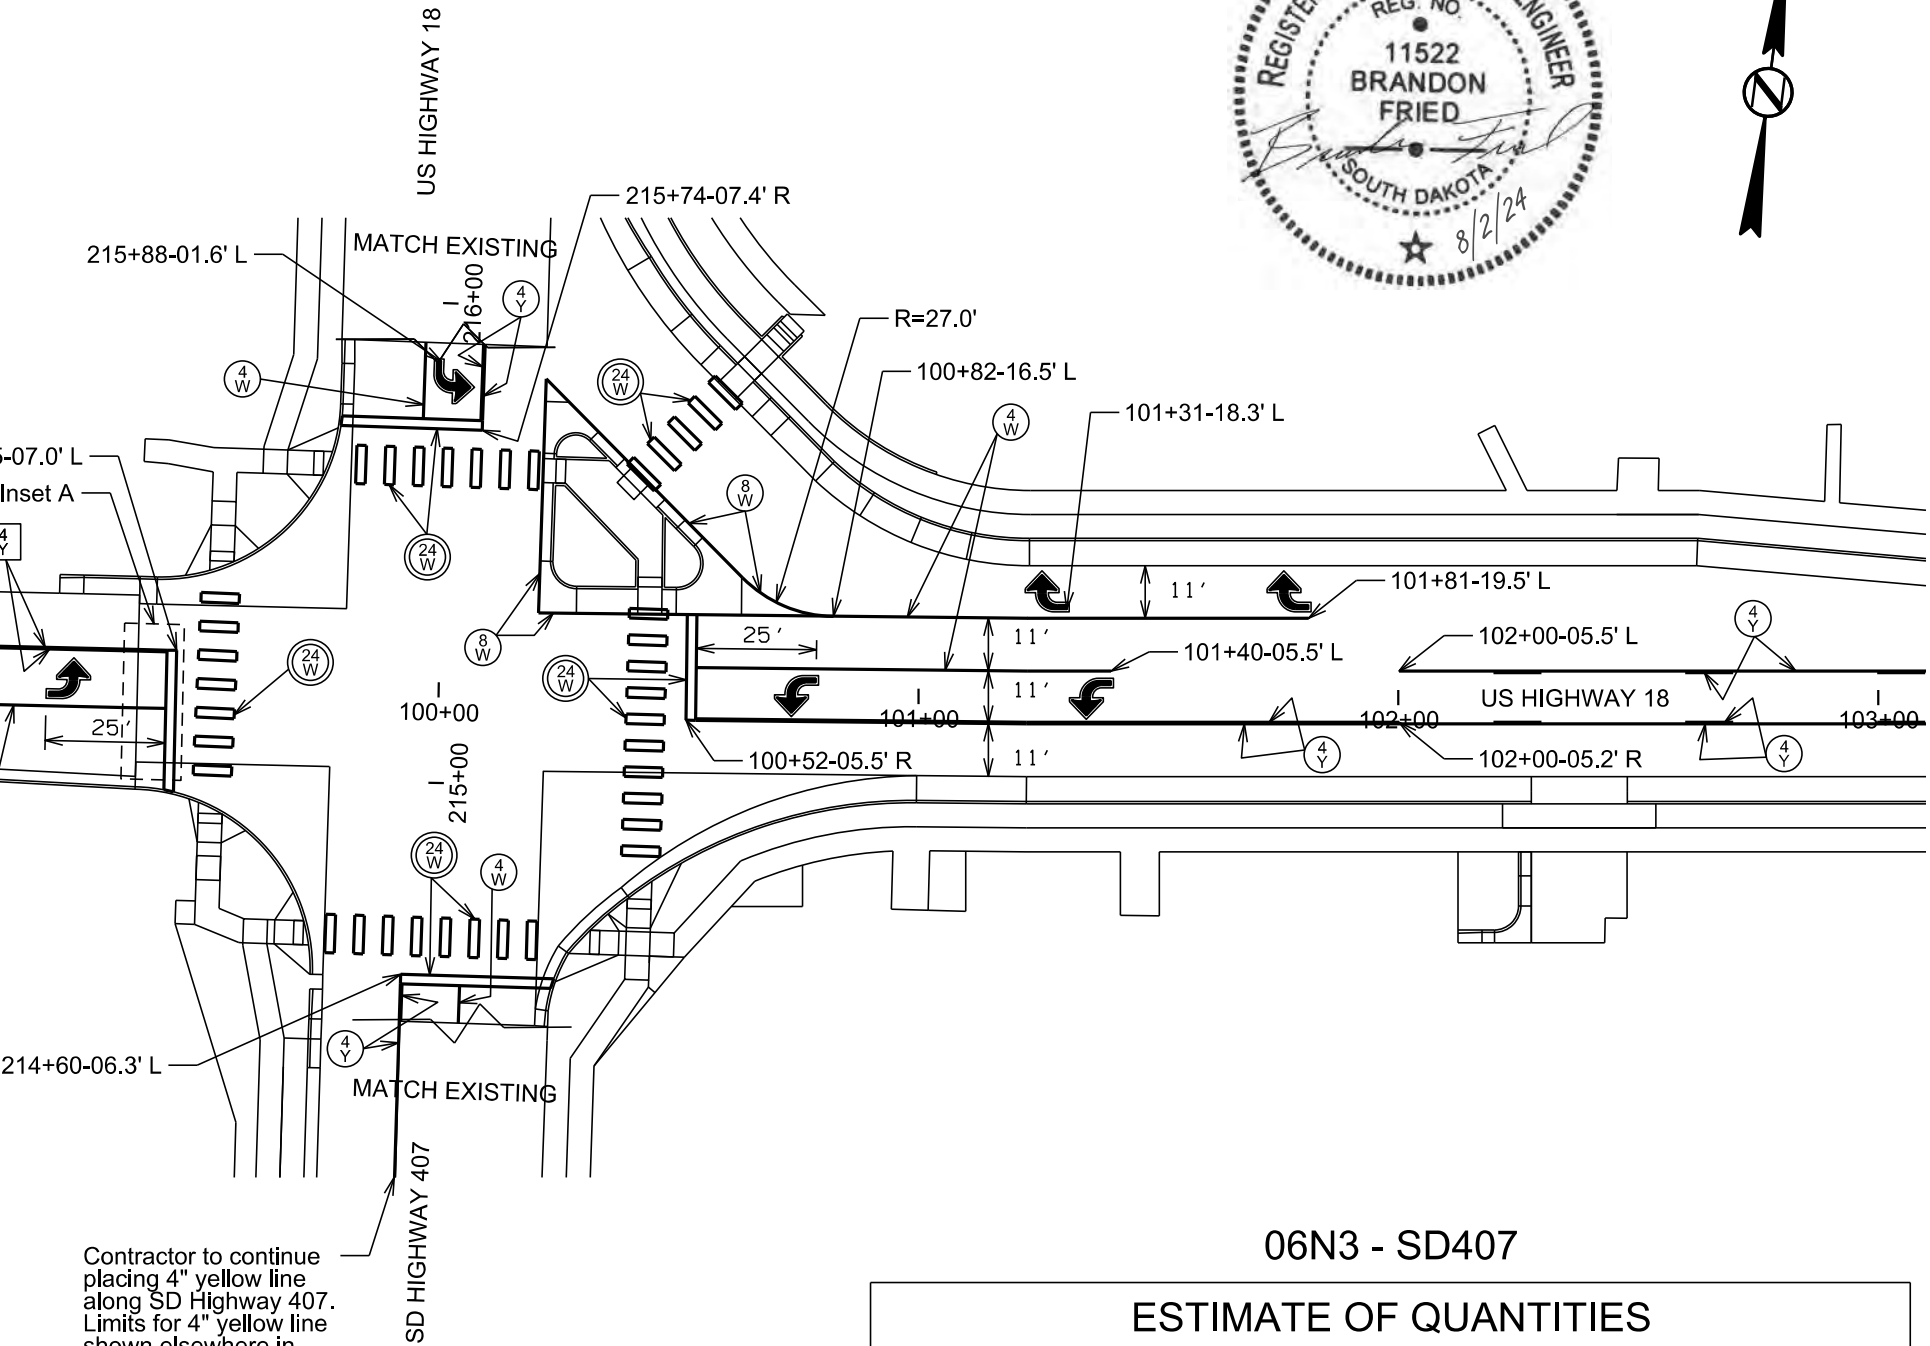 US HIGHWAY 18
REG. NO.
11522
BRANDON
FRIED
SOUTH DAKOTA
ENGINEER
8/2/24
N
215+74-07.4' R
215+88-01.6' L
MATCH EXISTING
216+00
4
Y
4
W
24
W
R=27.0'
100+82-16.5' L
4
W
101+31-18.3' L
-07.0' L
Inset A
4
Y
8
W
24
W
11'
101+81-19.5' L
8
W
24
W
24
W
25'
11'
101+40-05.5' L
102+00-05.5' L
4
Y
25'
100+00
11'
101+00
102+00
US HIGHWAY 18
103+00
215+00
100+52-05.5' R
11'
4
Y
102+00-05.2' R
4
Y
24
W
4
W
4
Y
214+60-06.3' L
MATCH EXISTING
SD HIGHWAY 407
Contractor to continue
placing 4" yellow line
along SD Highway 407.
Limits for 4" yellow line
shown elsewhere in
06N3 - SD407
ESTIMATE OF QUANTITIES